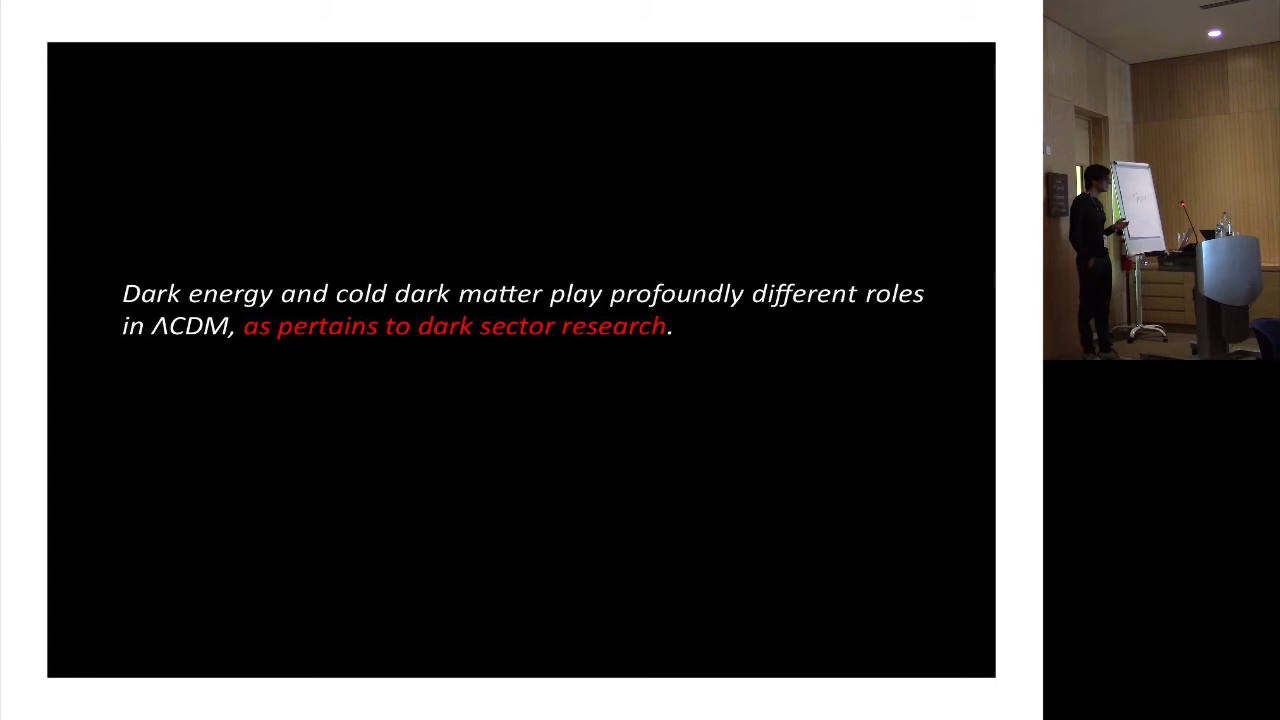 Dark energy and cold dark matter play profoundly different roles
in ΛCDM, as pertains to dark sector research.